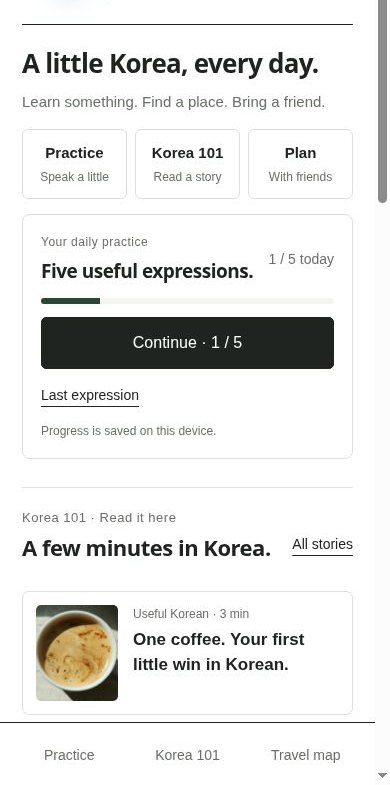 A little Korea, every day.
Learn something. Find a place. Bring a friend.
Practice
Speak a little
Korea 101
Read a story
Plan
With friends
Your daily practice
Five useful expressions.
1 / 5 today
Continue · 1 / 5
Last expression
Progress is saved on this device.
Korea 101 · Read it here
A few minutes in Korea.
All stories
Useful Korean · 3 min
One coffee. Your first
little win in Korean.
Practice
Korea 101
Travel map